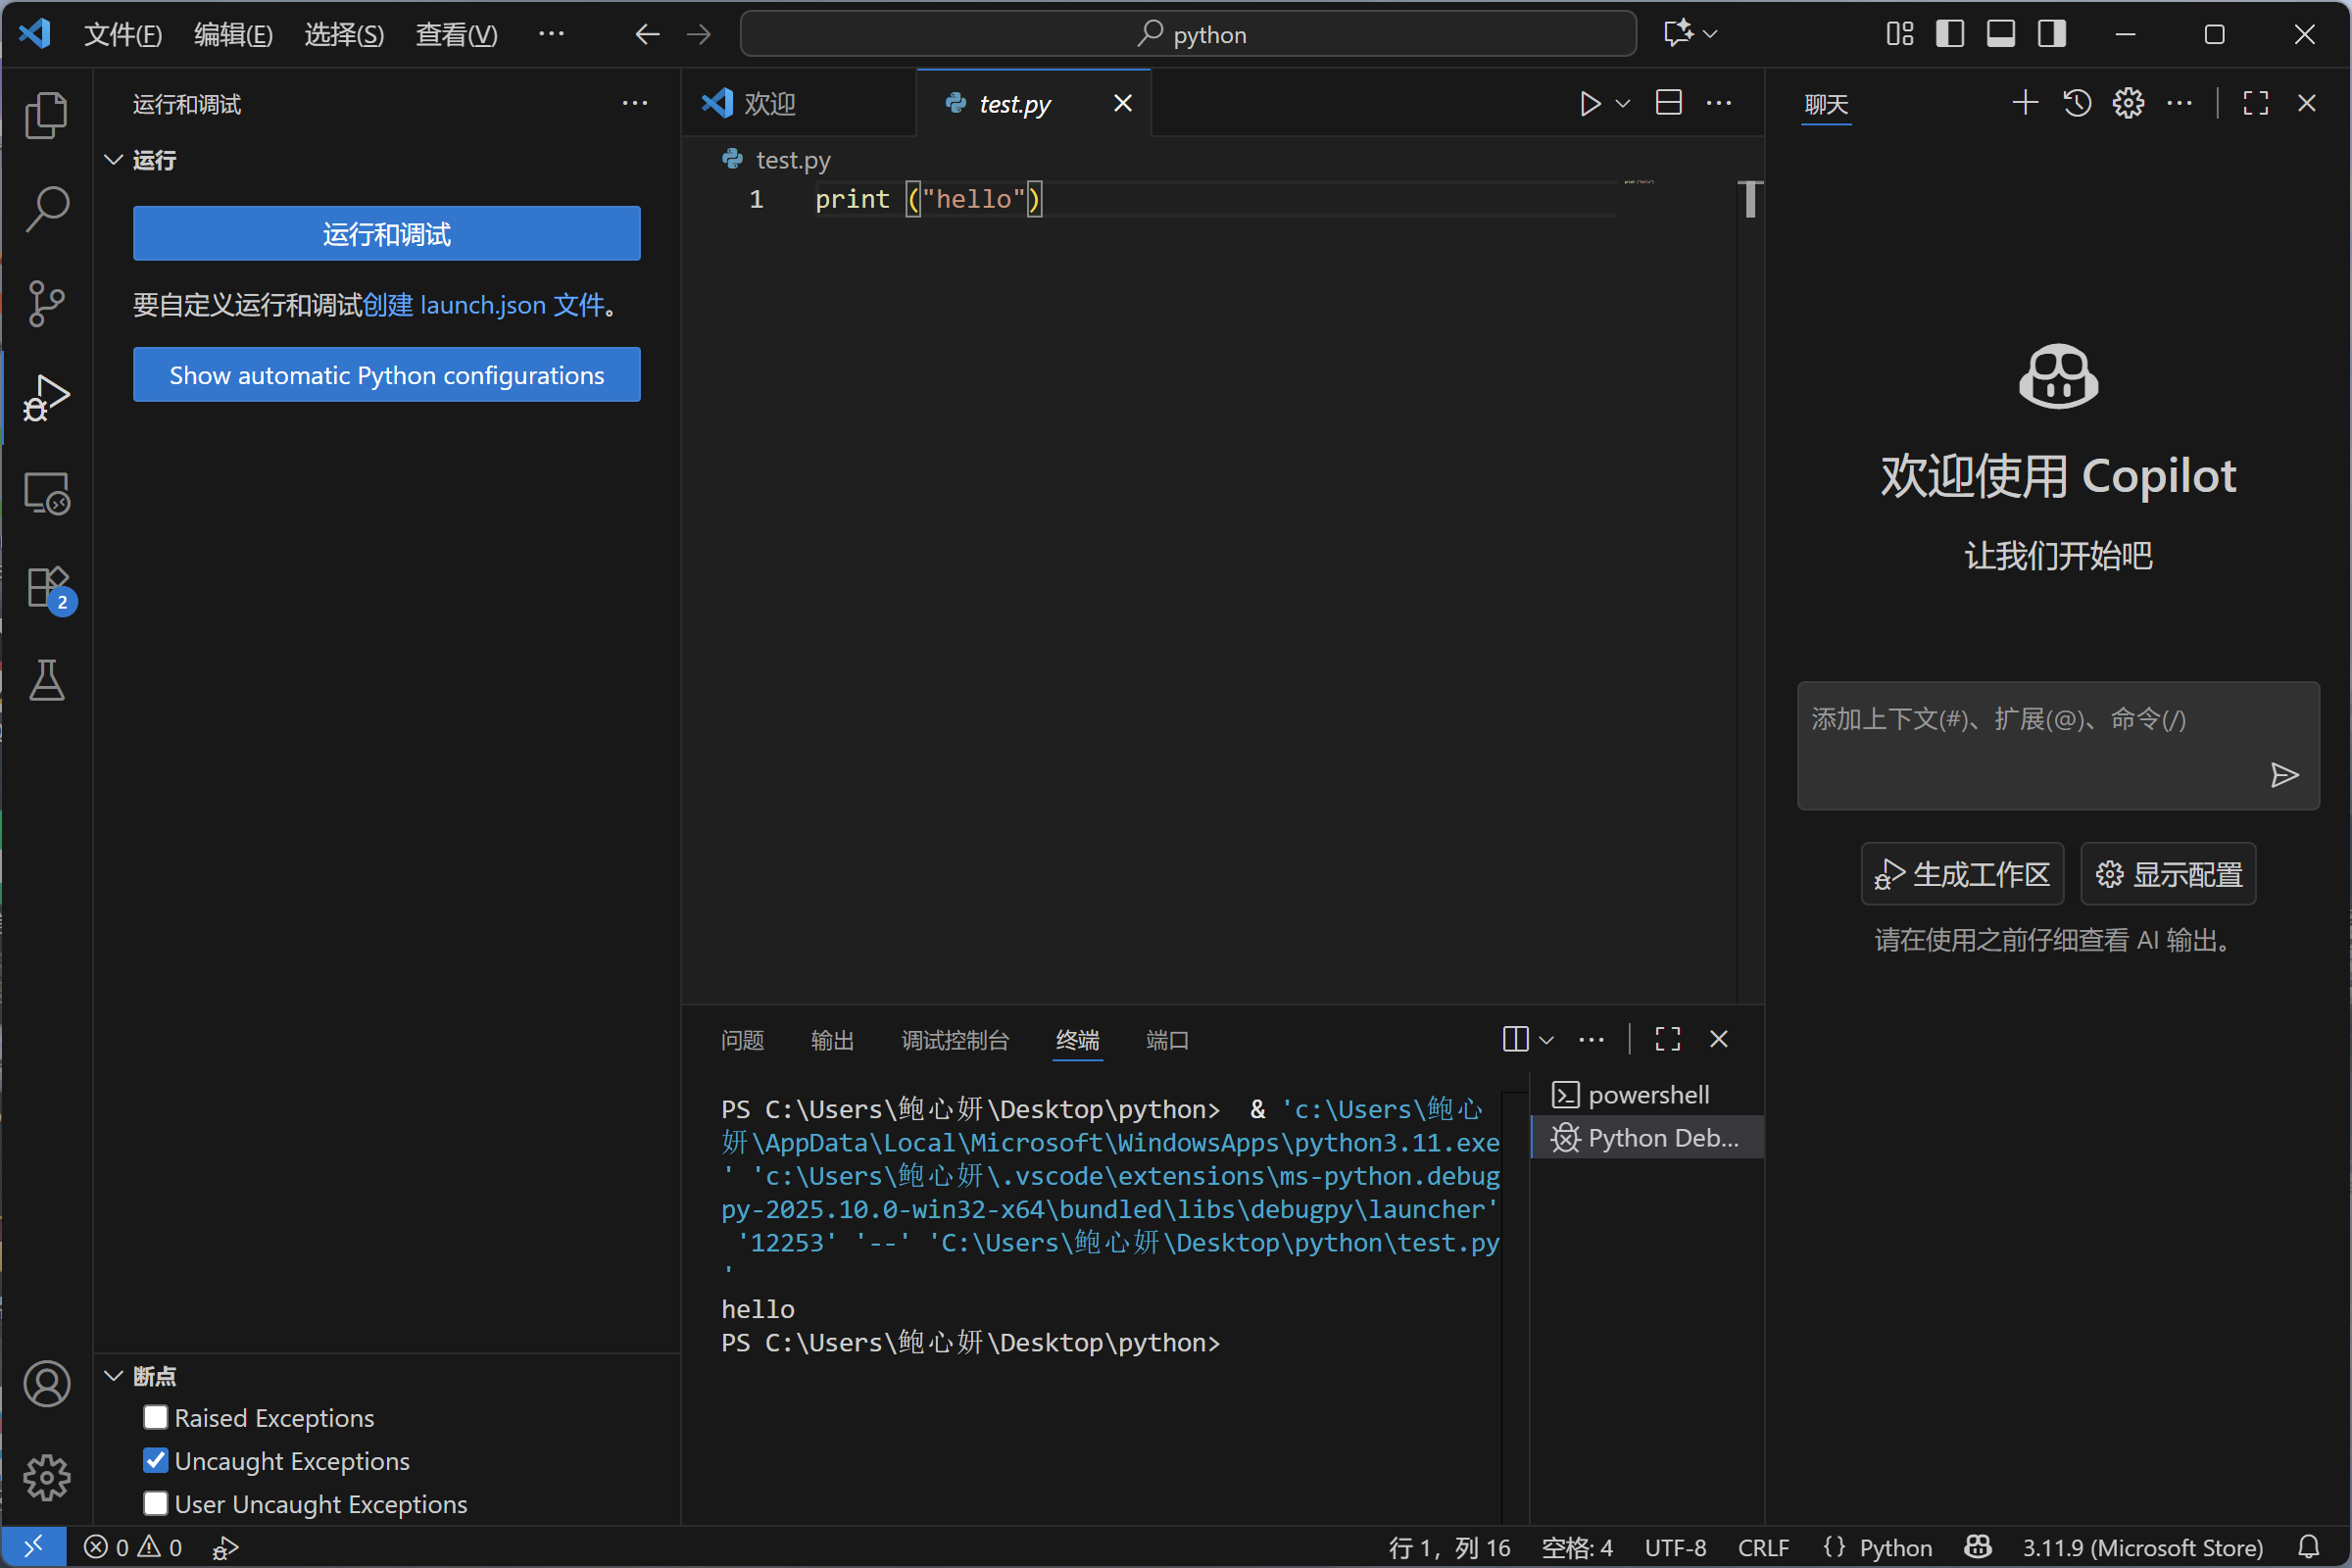 文件(F) 编辑(E) 选择(S) 查看(V) ··· python
运行和调试
运行
运行和调试
要自定义运行和调试创建 launch.json 文件。
Show automatic Python configurations
2
断点
Raised Exceptions
Uncaught Exceptions
User Uncaught Exceptions
欢迎 test.py
test.py
1 print ("hello")
问题 输出 调试控制台 终端 端口
PS C:\Users\鲍心妍\Desktop\python>  & 'c:\Users\鲍心
妍\AppData\Local\Microsoft\WindowsApps\python3.11.exe
' 'c:\Users\鲍心妍\.vscode\extensions\ms-python.debug
py-2025.10.0-win32-x64\bundled\libs\debugpy\launcher'
 '12253' '--' 'C:\Users\鲍心妍\Desktop\python\test.py
'
hello
PS C:\Users\鲍心妍\Desktop\python>
powershell
Python Deb...
聊天
欢迎使用 Copilot
让我们开始吧
添加上下文(#)、扩展(@)、命令(/)
生成工作区 显示配置
请在使用之前仔细查看 AI 输出。
0 0 行 1，列 16 空格: 4 UTF-8 CRLF {} Python 3.11.9 (Microsoft Store)